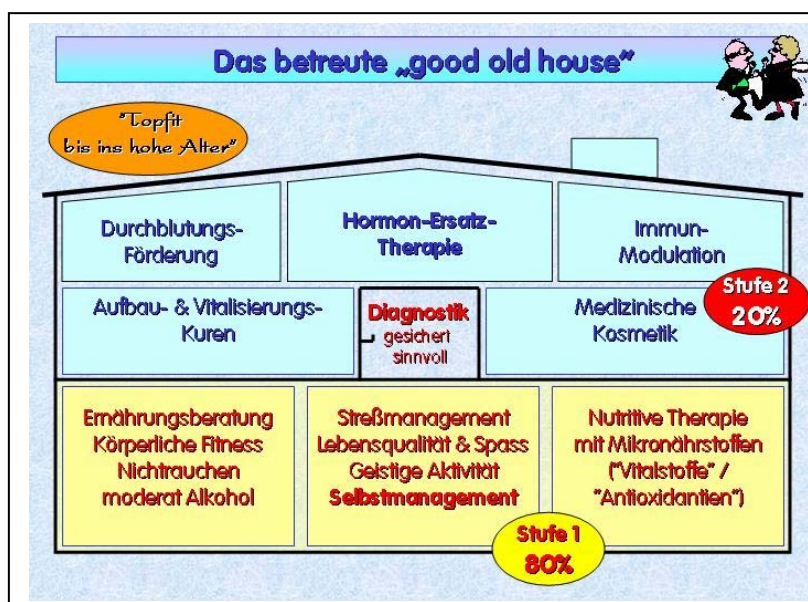 Das betreute „good old house“
"Topfit
bis ins hohe Alter"
Durchblutungs-
Förderung
Hormon-Ersatz-
Therapie
Immun-
Modulation
Aufbau- & Vitalisierungs-
Kuren
Diagnostik
gesichert
sinnvoll
Medizinische
Kosmetik
Stufe 2
20%
Ernährungsberatung
Körperliche Fitness
Nichtrauchen
moderat Alkohol
Streßmanagement
Lebensqualität & Spass
Geistige Aktivität
Selbstmanagement
Nutritive Therapie
mit Mikronährstoffen
("Vitalstoffe" /
"Antioxidantien")
Stufe 1
80%